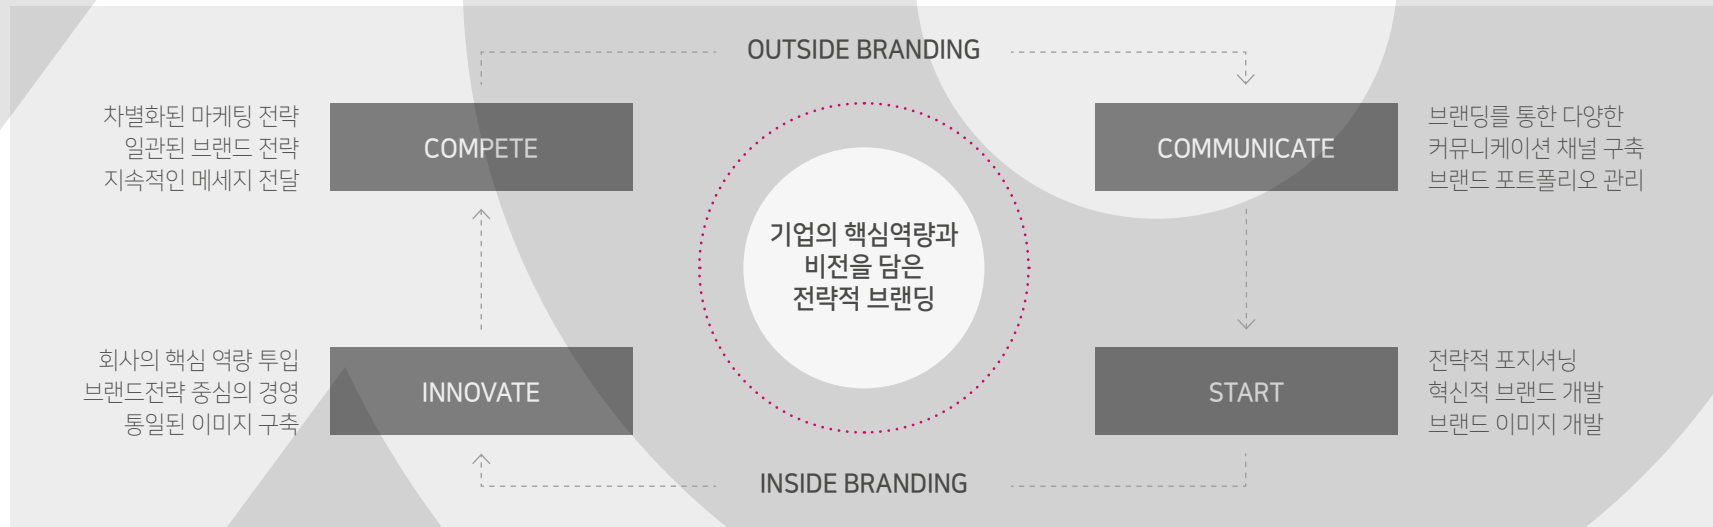 OUTSIDE BRANDING
차별화된 마케팅 전략
일관된 브랜드 전략
지속적인 메세지 전달
COMPETE
COMMUNICATE
브랜딩를 통한 다양한
커뮤니케이션 채널 구축
브랜드 포트폴리오 관리
기업의 핵심역량과
비전을 담은
전략적 브랜딩
회사의 핵심 역량 투입
브랜드전략 중심의 경영
통일된 이미지 구축
INNOVATE
START
전략적 포지셔닝
혁신적 브랜드 개발
브랜드 이미지 개발
INSIDE BRANDING